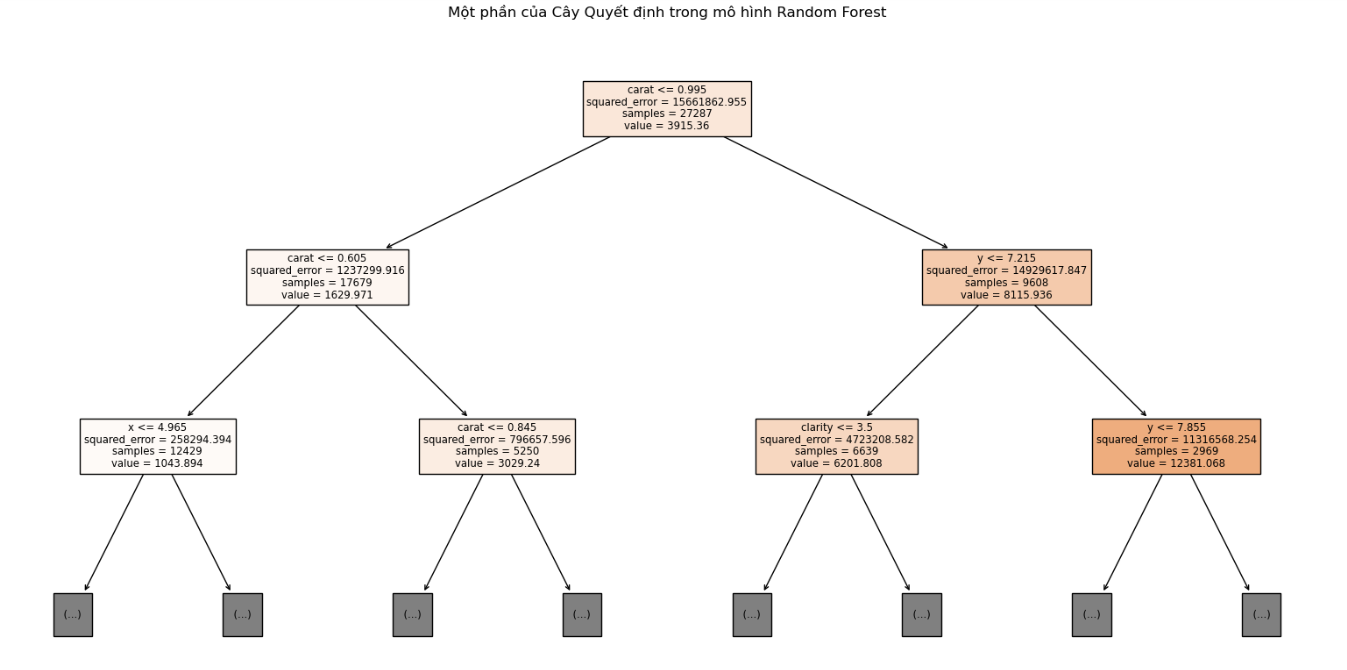 Một phần của Cây Quyết định trong mô hình Random Forest
carat <= 0.995
squared_error = 15661862.955
samples = 27287
value = 3915.36
carat <= 0.605
squared_error = 1237299.916
samples = 17679
value = 1629.971
y <= 7.215
squared_error = 14929617.847
samples = 9608
value = 8115.936
x <= 4.965
squared_error = 258294.394
samples = 12429
value = 1043.894
carat <= 0.845
squared_error = 796657.596
samples = 5250
value = 3029.24
clarity <= 3.5
squared_error = 4723208.582
samples = 6639
value = 6201.808
y <= 7.855
squared_error = 11316568.254
samples = 2969
value = 12381.068
(...)
(...)
(...)
(...)
(...)
(...)
(...)
(...)